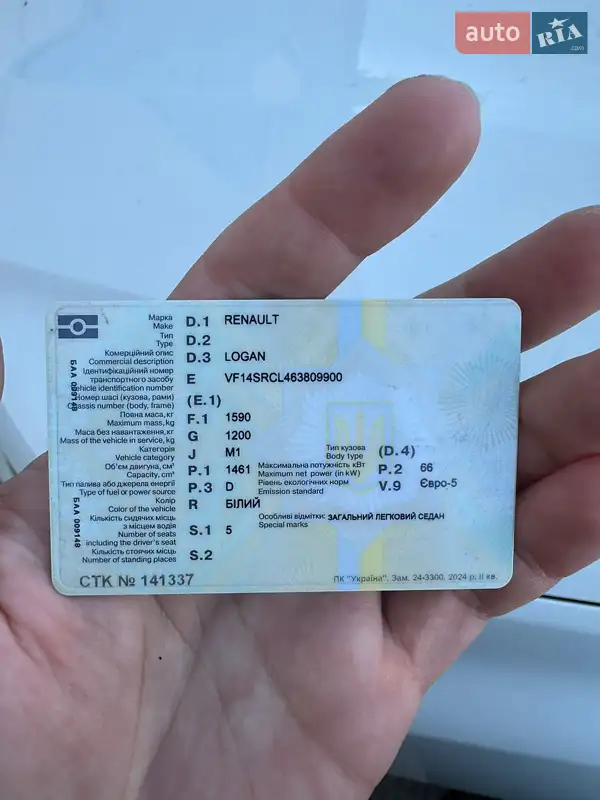 auto RIA .com
Марка
Make
D.1 RENAULT
Тип
Type
D.2
Комерційний опис
Commercial description
D.3 LOGAN
Ідентифікаційний номер
транспортного засобу
Vehicle identification number
E VF14SRCL463809900
Номер шасі (кузова, рами)
Chassis number (body, frame)
(E.1)
Повна маса, кг
Maximum mass, kg
F.1 1590
Маса без навантаження, кг
Mass of the vehicle in service, kg
G 1200
Категорія
Vehicle category
J M1
Тип кузова
Body type
(D.4)
Об'єм двигуна, см³
Capacity, cm³
P.1 1461
Максимальна потужність кВт
Maximum net power (in kW)
P.2 66
Тип палива або джерела енергії
Type of fuel or power source
P.3 D
Рівень екологічних норм
Emission standard
V.9 Євро-5
Колір
Color of the vehicle
R БІЛИЙ
Кількість сидячих місць
з місцем водія
Number of seats
including the driver's seat
S.1 5
Особливі відмітки: ЗАГАЛЬНИЙ ЛЕГКОВИЙ СЕДАН
Special marks
Кількість стоячих місць
Number of standing places
S.2
СТК № 141337
ПК "Україна". Зам. 24-3300, 2024 р. II кв.
БАА 009148